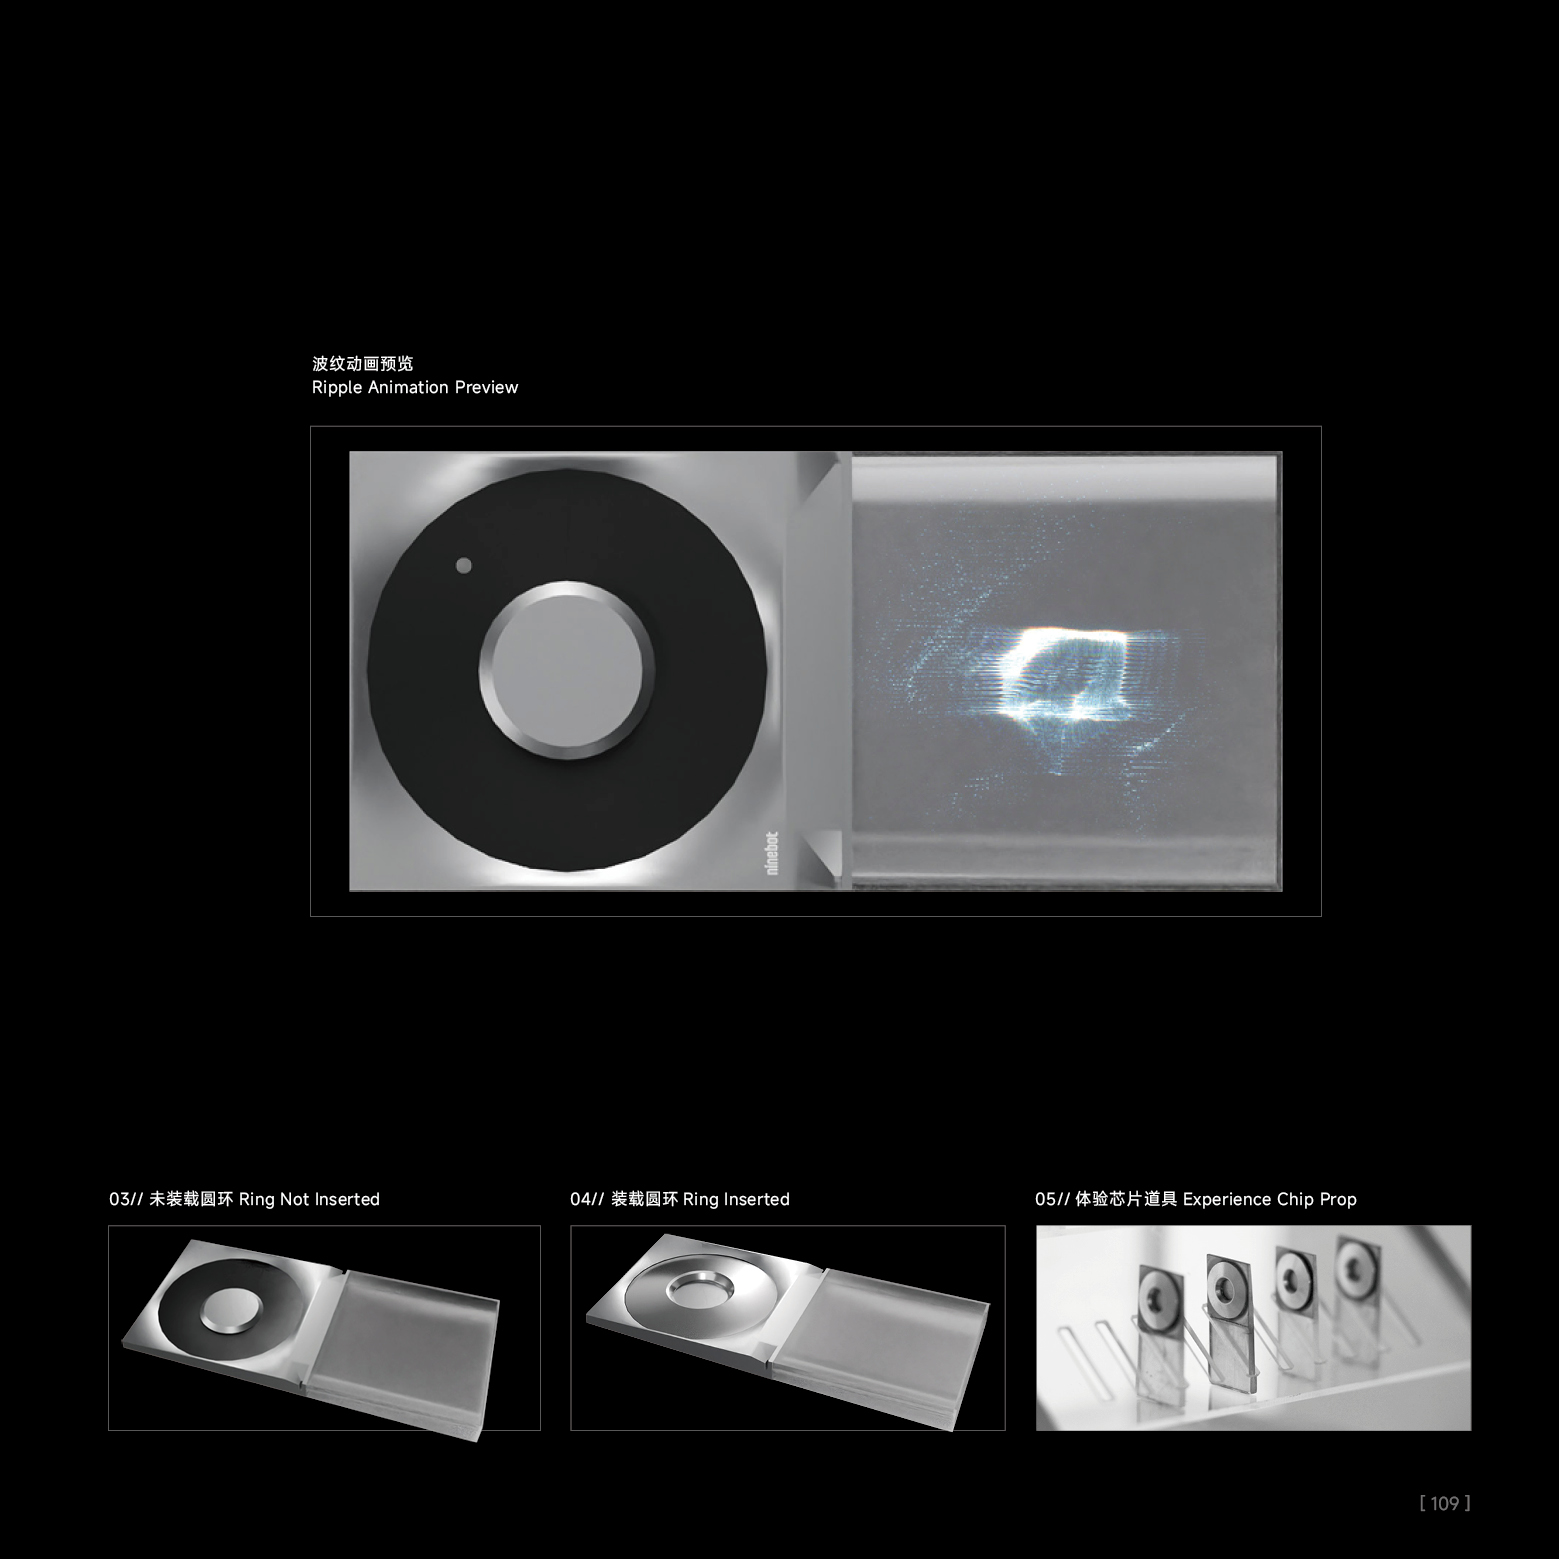 波纹动画预览
Ripple Animation Preview
ninebot
03// 未装载圆环 Ring Not Inserted
04// 装载圆环 Ring Inserted
05// 体验芯片道具 Experience Chip Prop
[ 109 ]